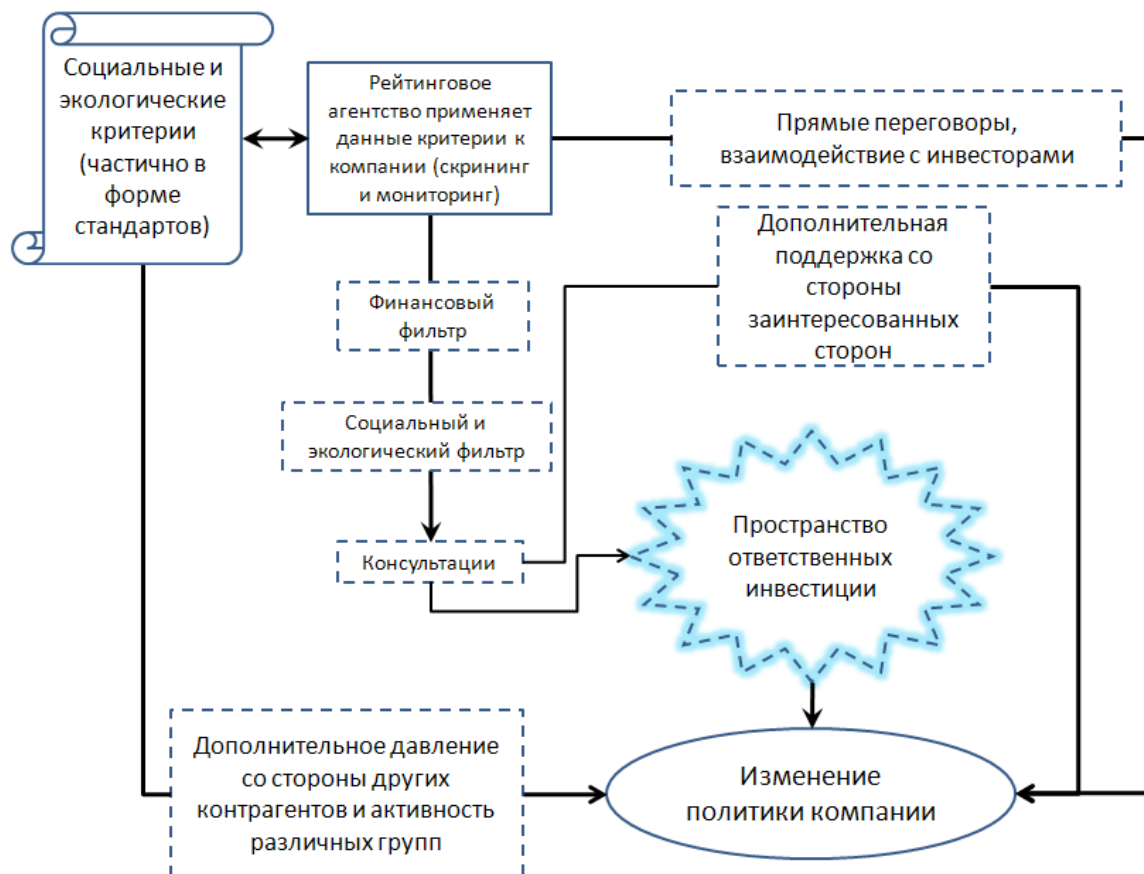 Социальные и
экологические
критерии
(частично в
форме
стандартов)
Рейтинговое
агентство применяет
данные критерии к
компании (скрининг
и мониторинг)
Прямые переговоры,
взаимодействие с инвесторами
Дополнительная
поддержка со
стороны
заинтересованных
сторон
Финансовый
фильтр
Социальный и
экологический фильтр
Консультации
Пространство
ответственных
инвестиции
Дополнительное давление
со стороны других
контрагентов и активность
различных групп
Изменение
политики компании